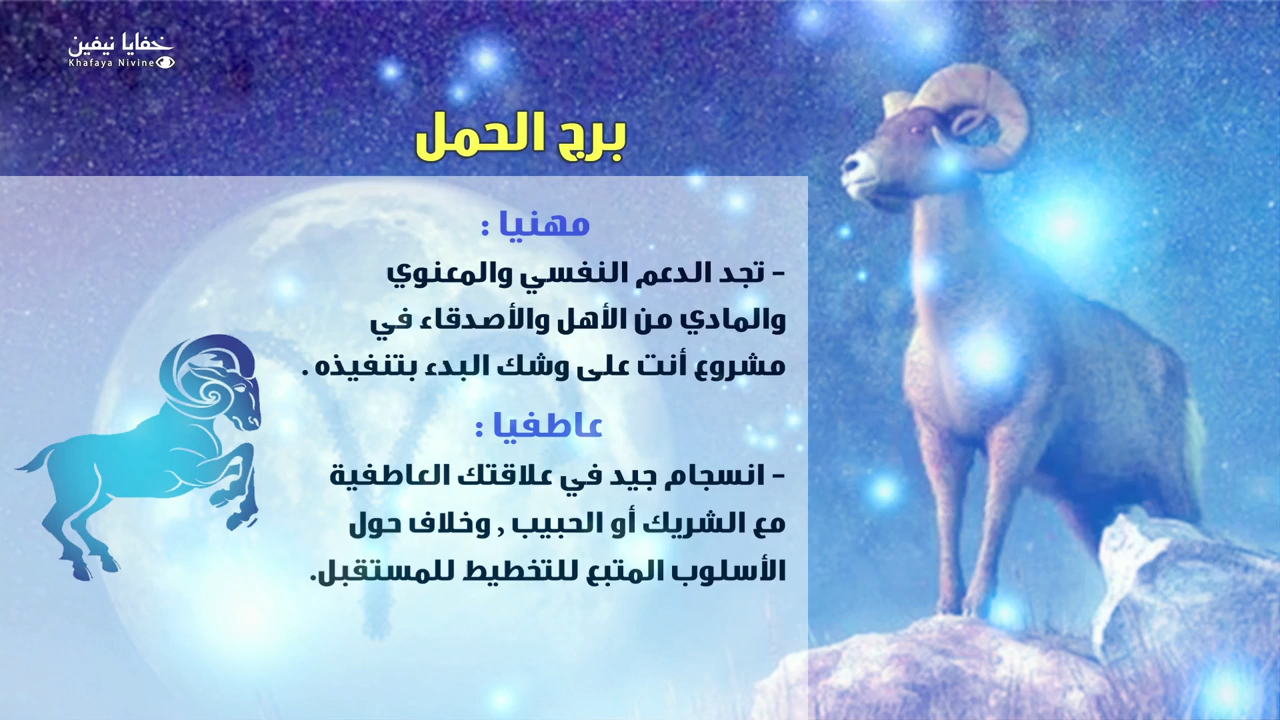 خفايا نيفين
Khafaya Nivine
برج الحمل
مهنيا :
- تجد الدعم النفسي والمعنوي
والمادي من الأهل والأصدقاء في
مشروع أنت على وشك البدء بتنفيذه .
عاطفيا :
- انسجام جيد في علاقتك العاطفية
مع الشريك أو الحبيب , وخلاف حول
الأسلوب المتبع للتخطيط للمستقبل.